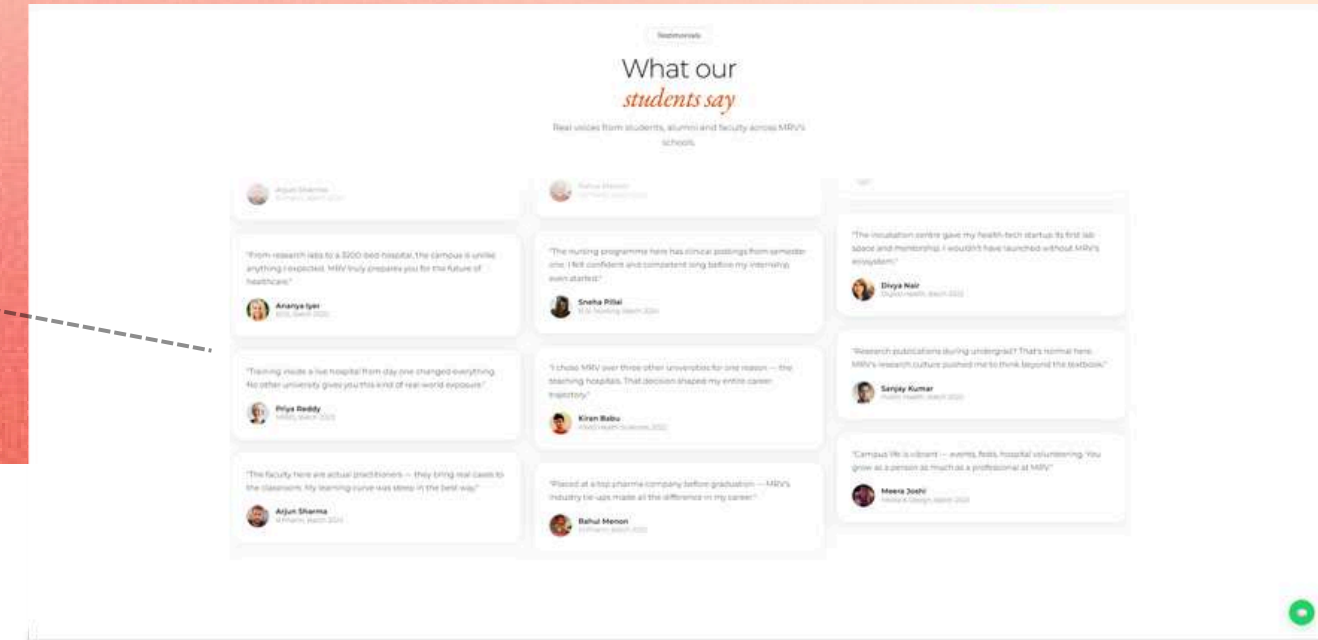 Testimonials
What our
students say
Real voices from students, alumni and faculty across MRV's
schools.
Arjun Sharma
"From research labs to a 3200 bed hospital, the campus is unlike
anything I expected. MRV truly prepares you for the future of
healthcare."
Ananya Iyer
"Training inside a live hospital from day one changed everything.
No other university gives you this kind of real-world exposure."
Priya Reddy
"The faculty here are actual practitioners — they bring real cases to
the classroom. My learning curve was steep in the best way."
Arjun Sharma
Rahul Menon
"The nursing programme here has clinical postings from semester
one. I felt confident and competent long before my internship
even started."
Sneha Pillai
"I chose MRV over three other universities for one reason — the
teaching hospitals. That decision shaped my entire career
trajectory."
Kiran Babu
Allied Health Sciences, 2022
"Placed at a top pharma company before graduation — MRV's
industry tie-ups made all the difference in my career."
Rahul Menon
"The incubation centre gave my health-tech startup its first lab
space and mentorship. I wouldn't have launched without MRV's
ecosystem."
Divya Nair
"Research publications during undergrad? That's normal here.
MRV's research culture pushed me to think beyond the textbook."
Sanjay Kumar
"Campus life is vibrant — events, fests, hospital volunteering. You
grow as a person as much as a professional at MRV."
Meera Joshi